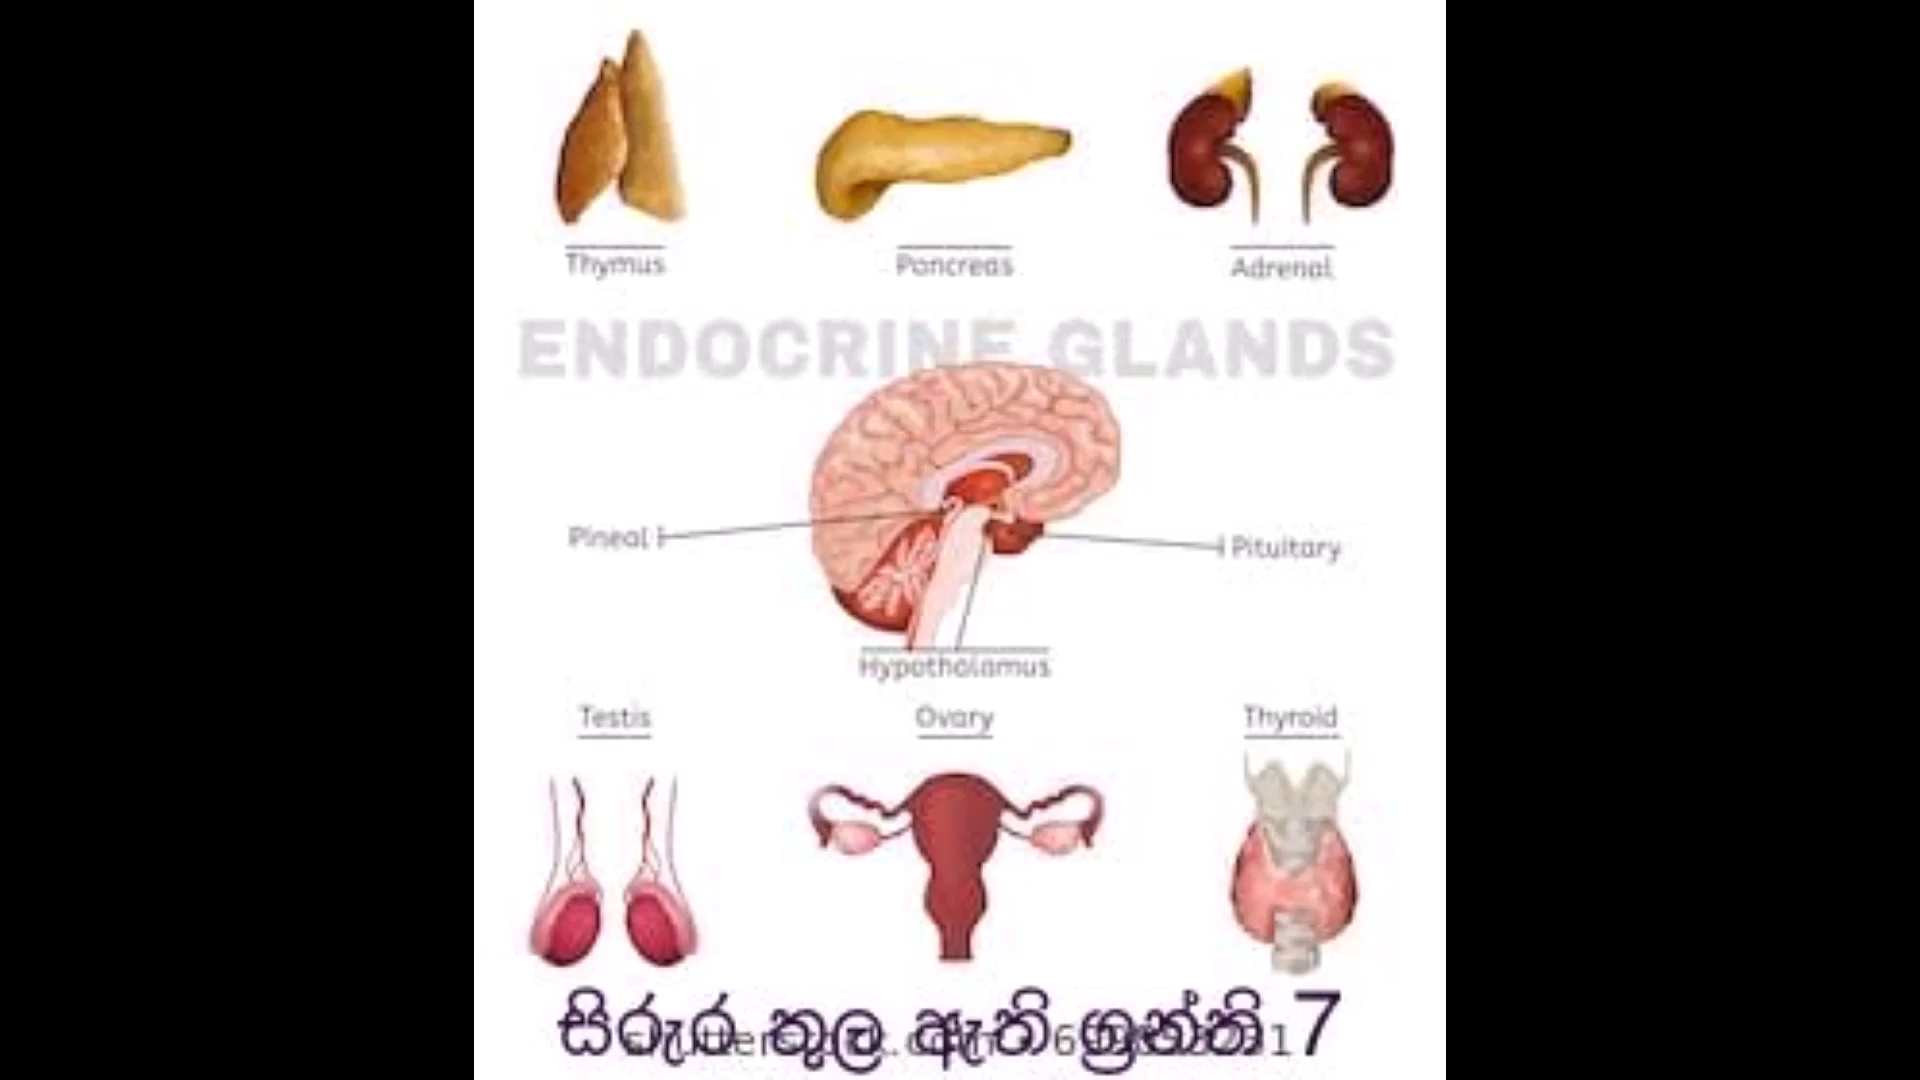 Thymus
Pancreas
Adrenal
ENDOCRINE GLANDS
Pineal
Pituitary
Hypothalamus
Testis
Ovary
Thyroid
සිරුර තුල ඇති ග්‍රන්ති 7